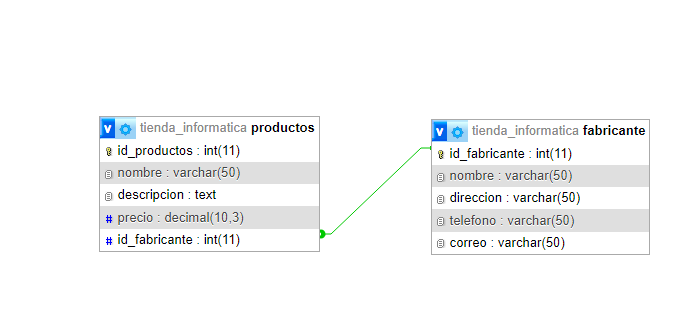 v tienda_informatica productos
id_productos : int(11)
nombre : varchar(50)
descripcion : text
# precio : decimal(10,3)
# id_fabricante : int(11)
v tienda_informatica fabricante
id_fabricante : int(11)
nombre : varchar(50)
direccion : varchar(50)
telefono : varchar(50)
correo : varchar(50)